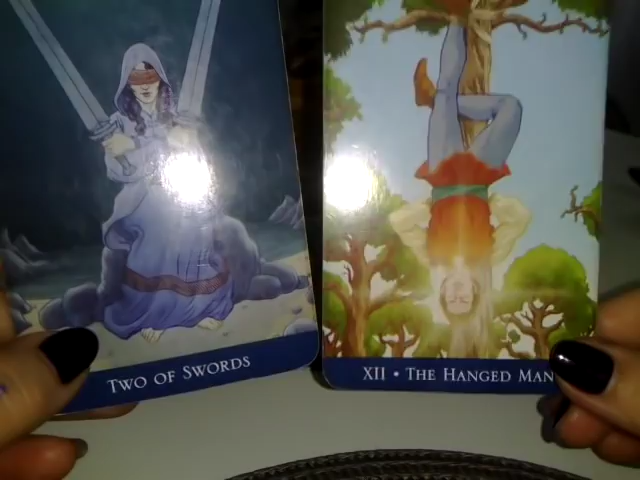 Two of Swords
XII • The Hanged Man